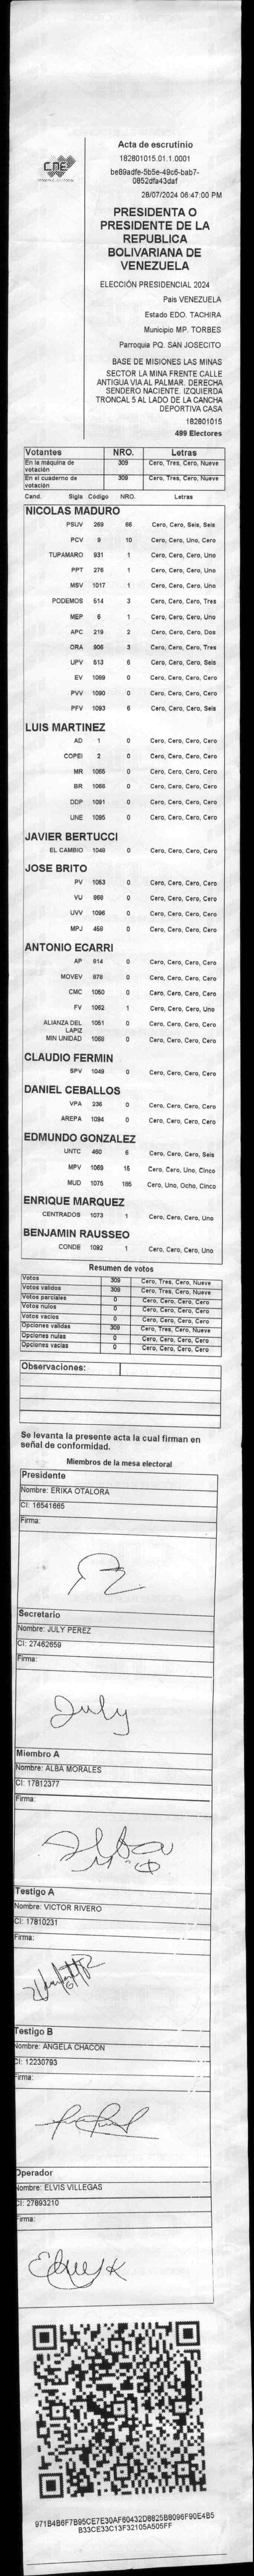 CNE
Acta de escrutinio
182801015.01.1.0001
be89adfe-5b5e-49c6-bab7-
0852dfa43daf
28/07/2024 06:47:00 PM
PRESIDENTA O
PRESIDENTE DE LA
REPUBLICA
BOLIVARIANA DE
VENEZUELA
ELECCIÓN PRESIDENCIAL 2024
País VENEZUELA
Estado EDO. TACHIRA
Municipio MP. TORBES
Parroquia PQ. SAN JOSECITO
BASE DE MISIONES LAS MINAS
SECTOR LA MINA FRENTE CALLE
ANTIGUA VIA AL PALMAR. DERECHA
SENDERO NACIENTE. IZQUIERDA
TRONCAL 5 AL LADO DE LA CANCHA
DEPORTIVA CASA
182801015
499 Electores
Votantes NRO. Letras
En la máquina de votación 309 Cero, Tres, Cero, Nueve
En el cuaderno de votación 309 Cero, Tres, Cero, Nueve
Cand. Sigla Código NRO. Letras
NICOLAS MADURO
PSUV 269 66 Cero, Cero, Seis, Seis
PCV 9 10 Cero, Cero, Uno, Cero
TUPAMARO 931 1 Cero, Cero, Cero, Uno
PPT 276 1 Cero, Cero, Cero, Uno
MSV 1017 1 Cero, Cero, Cero, Uno
PODEMOS 514 3 Cero, Cero, Cero, Tres
MEP 6 1 Cero, Cero, Cero, Uno
APC 219 2 Cero, Cero, Cero, Dos
ORA 906 3 Cero, Cero, Cero, Tres
UPV 513 6 Cero, Cero, Cero, Seis
EV 1089 0 Cero, Cero, Cero, Cero
PVV 1090 0 Cero, Cero, Cero, Cero
PFV 1093 6 Cero, Cero, Cero, Seis
LUIS MARTINEZ
AD 1 0 Cero, Cero, Cero, Cero
COPEI 2 0 Cero, Cero, Cero, Cero
MR 1065 0 Cero, Cero, Cero, Cero
BR 1066 0 Cero, Cero, Cero, Cero
DDP 1091 0 Cero, Cero, Cero, Cero
UNE 1095 0 Cero, Cero, Cero, Cero
JAVIER BERTUCCI
EL CAMBIO 1048 0 Cero, Cero, Cero, Cero
JOSE BRITO
PV 1053 0 Cero, Cero, Cero, Cero
VU 968 0 Cero, Cero, Cero, Cero
UVV 1096 0 Cero, Cero, Cero, Cero
MPJ 459 0 Cero, Cero, Cero, Cero
ANTONIO ECARRI
AP 914 0 Cero, Cero, Cero, Cero
MOVEV 978 0 Cero, Cero, Cero, Cero
CMC 1050 0 Cero, Cero, Cero, Cero
FV 1062 1 Cero, Cero, Cero, Uno
ALIANZA DEL LAPIZ 1051 0 Cero, Cero, Cero, Cero
MIN UNIDAD 1068 0 Cero, Cero, Cero, Cero
CLAUDIO FERMIN
SPV 1049 0 Cero, Cero, Cero, Cero
DANIEL CEBALLOS
VPA 236 0 Cero, Cero, Cero, Cero
AREPA 1094 0 Cero, Cero, Cero, Cero
EDMUNDO GONZALEZ
UNTC 460 6 Cero, Cero, Cero, Seis
MPV 1069 15 Cero, Cero, Uno, Cinco
MUD 1075 185 Cero, Uno, Ocho, Cinco
ENRIQUE MARQUEZ
CENTRADOS 1073 1 Cero, Cero, Cero, Uno
BENJAMIN RAUSSEO
CONDE 1092 1 Cero, Cero, Cero, Uno
Resumen de votos
Votos 309 Cero, Tres, Cero, Nueve
Votos validos 309 Cero, Tres, Cero, Nueve
Votos parciales 0 Cero, Cero, Cero, Cero
Votos nulos 0 Cero, Cero, Cero, Cero
Votos vacios 0 Cero, Cero, Cero, Cero
Opciones validas 309 Cero, Tres, Cero, Nueve
Opciones nulas 0 Cero, Cero, Cero, Cero
Opciones vacias 0 Cero, Cero, Cero, Cero
Observaciones:
Se levanta la presente acta la cual firman en
señal de conformidad.
Miembros de la mesa electoral
Presidente
Nombre: ERIKA OTALORA
CI: 16541665
Firma:
Secretario
Nombre: JULY PEREZ
CI: 27462659
Firma:
July
Miembro A
Nombre: ALBA MORALES
CI: 17812377
Firma:
Alba
Testigo A
Nombre: VICTOR RIVERO
CI: 17810231
Firma:
Testigo B
Nombre: ANGELA CHACON
CI: 12230793
Firma:
Operador
Nombre: ELVIS VILLEGAS
CI: 27893210
Firma:
971B4B6F7B95CE7E30AF60432D8825B8096F90E4B5
B33CE33C13F32105A505FF